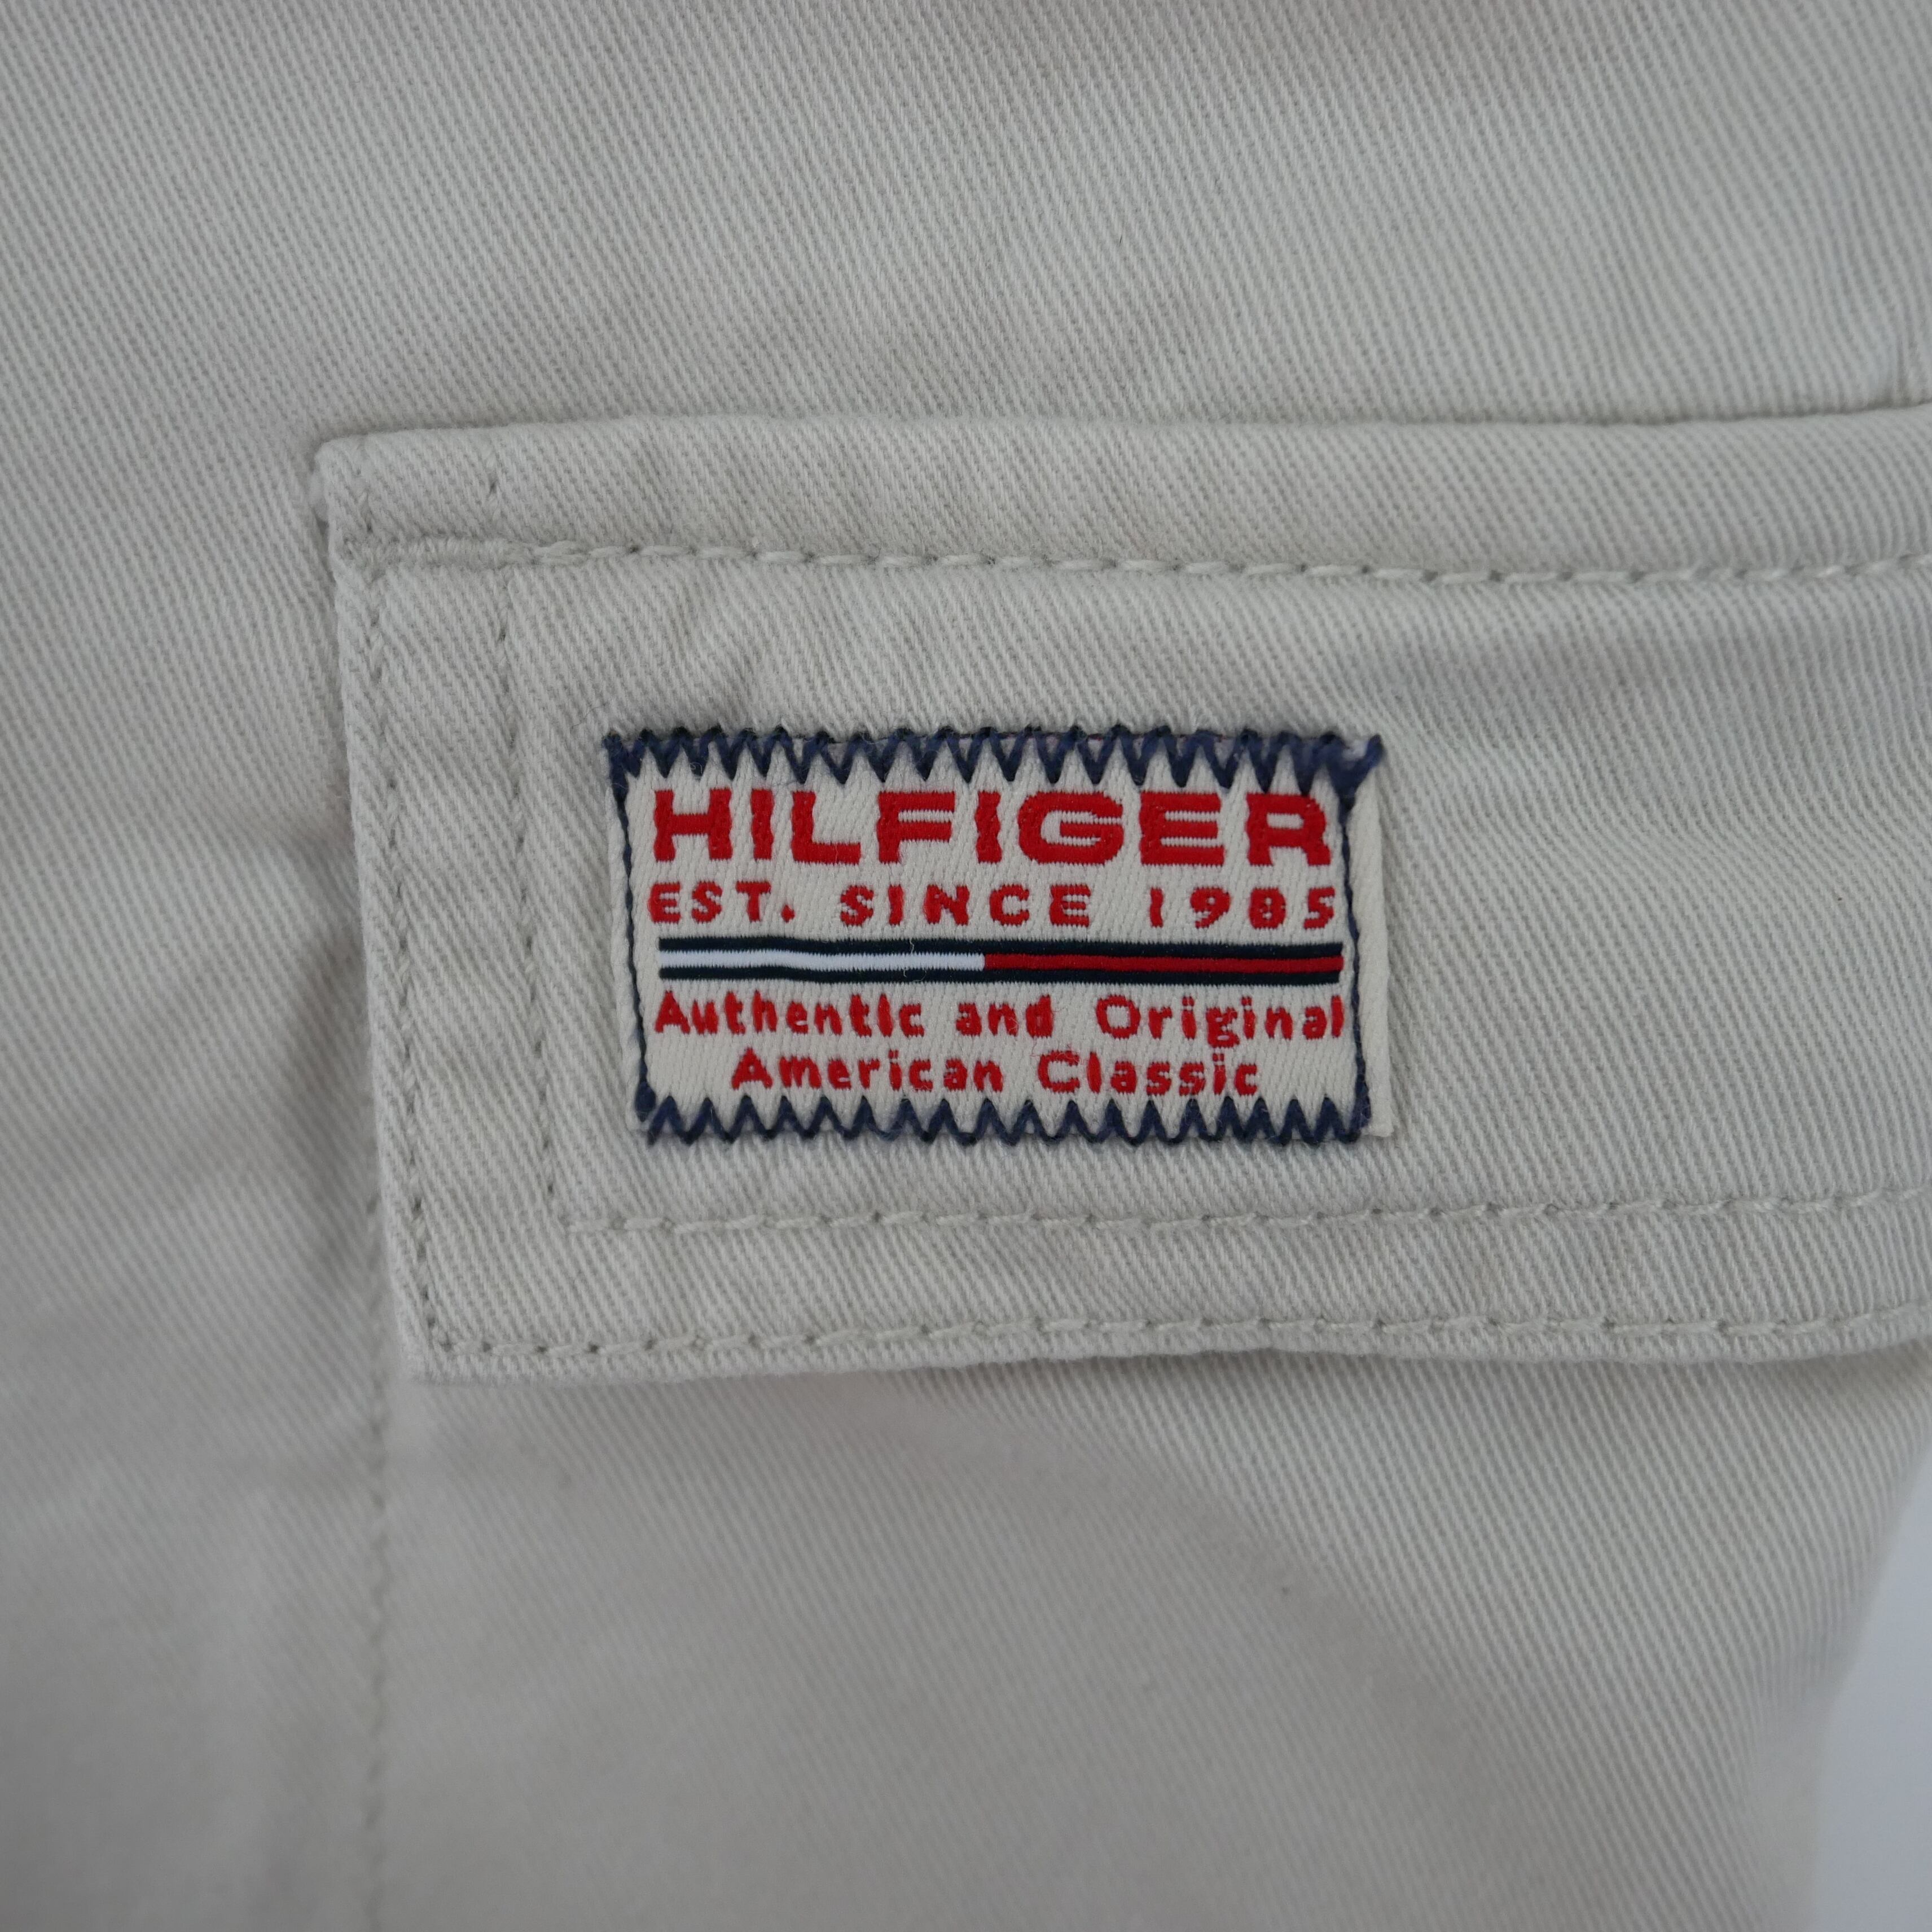 HILFIGER
EST. SINCE 1985
Authentic and Original
American Classic